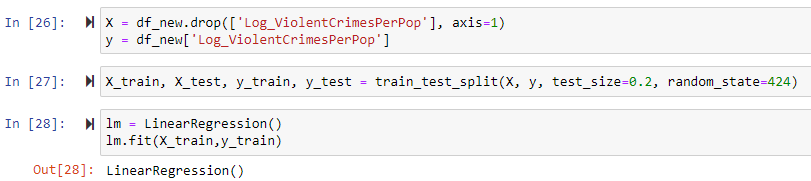 In [26]: X = df_new.drop(['Log_ViolentCrimesPerPop'], axis=1)
y = df_new['Log_ViolentCrimesPerPop']
In [27]: X_train, X_test, y_train, y_test = train_test_split(X, y, test_size=0.2, random_state=424)
In [28]: lm = LinearRegression()
lm.fit(X_train,y_train)
Out[28]: LinearRegression()